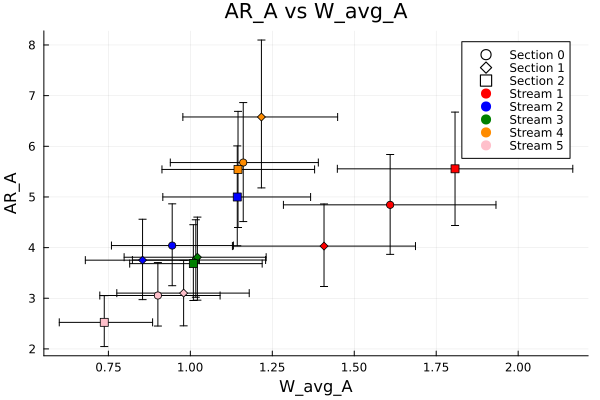 AR_A vs W_avg_A
Section 0
Section 1
Section 2
Stream 1
Stream 2
Stream 3
Stream 4
Stream 5
8
7
6
5
4
3
2
AR_A
0.75
1.00
1.25
1.50
1.75
2.00
W_avg_A